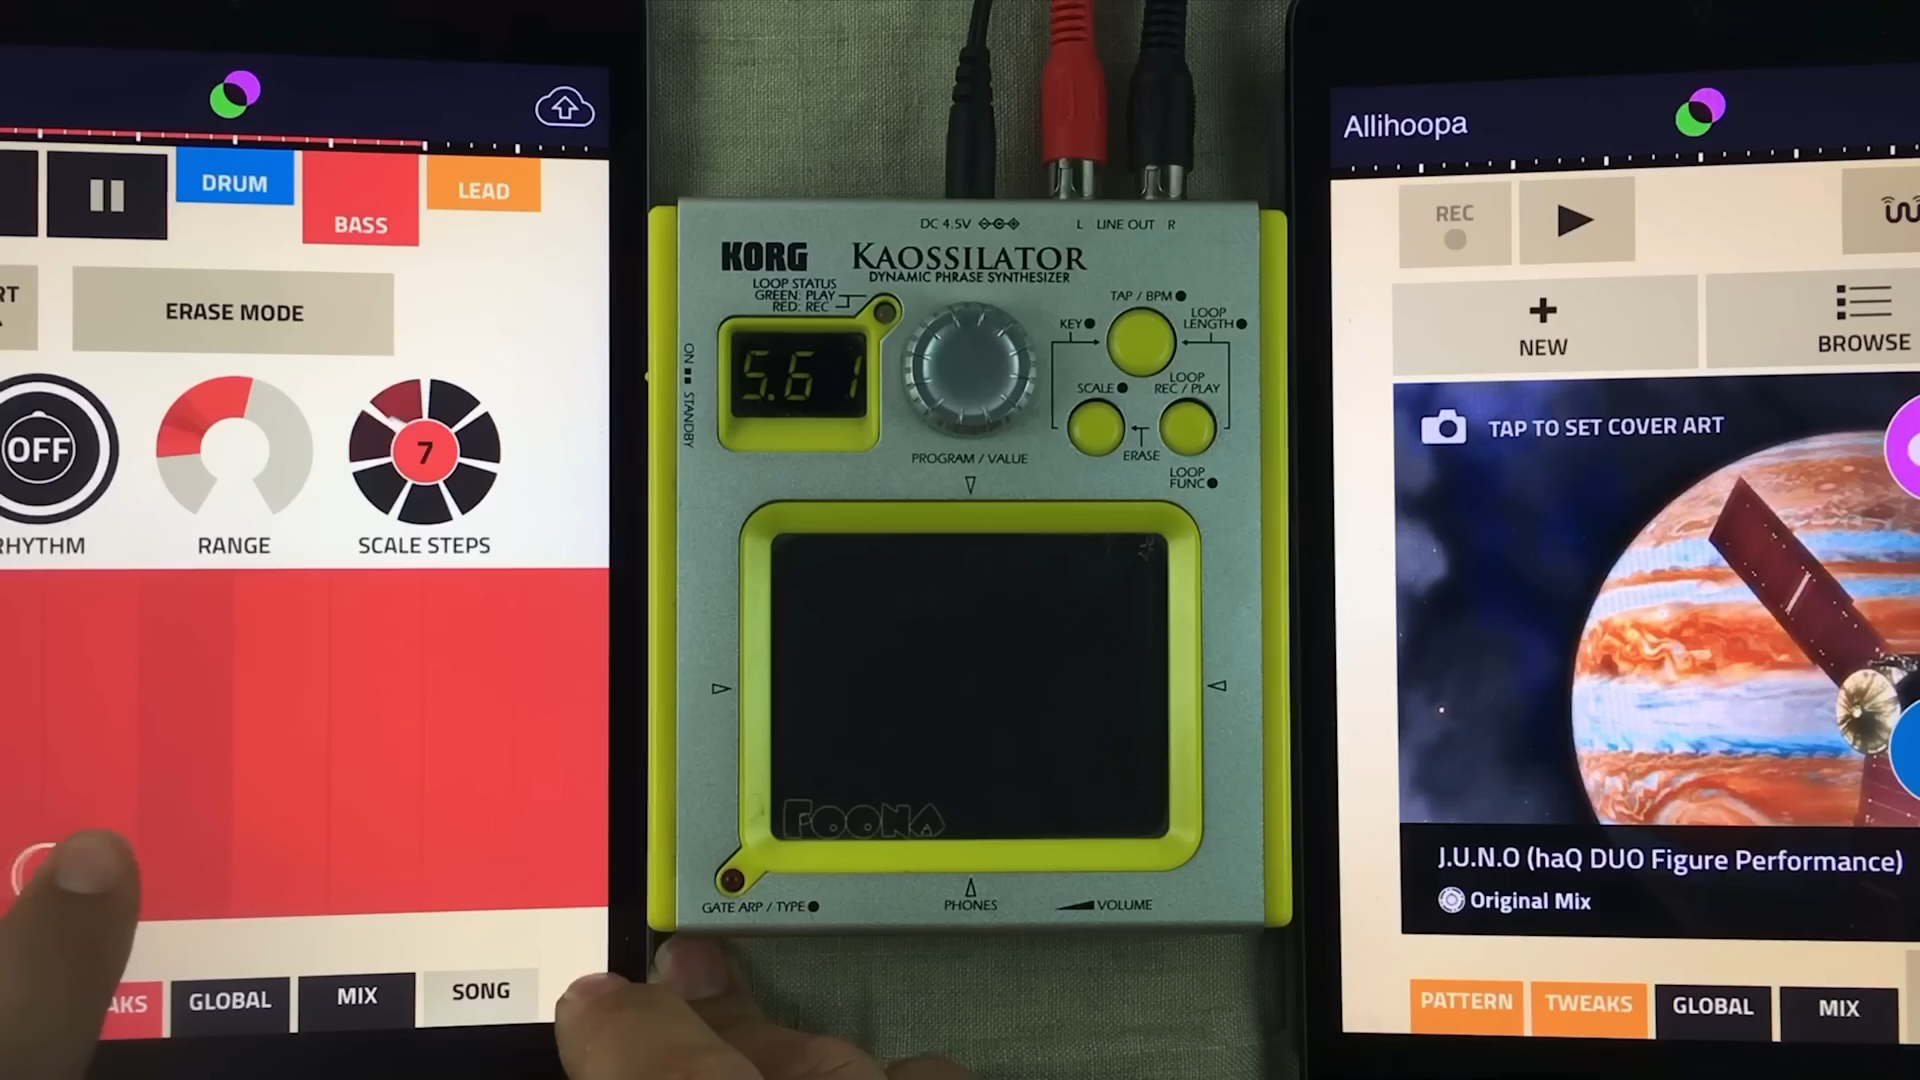 DRUM
BASS
LEAD
ERASE MODE
OFF
7
RANGE
SCALE STEPS
GLOBAL
MIX
SONG
DC 4.5V
L LINE OUT R
KORG
KAOSSILATOR
DYNAMIC PHRASE SYNTHESIZER
LOOP STATUS
GREEN: PLAY
RED: REC
TAP / BPM
KEY
LOOP
LENGTH
5.61
ON
STANDBY
SCALE
LOOP
REC / PLAY
ERASE
PROGRAM / VALUE
LOOP
FUNC
FOONA
GATE ARP / TYPE
PHONES
VOLUME
Allihoopa
REC
+
NEW
BROWSE
TAP TO SET COVER ART
J.U.N.O (haQ DUO Figure Performance)
Original Mix
PATTERN
TWEAKS
GLOBAL
MIX